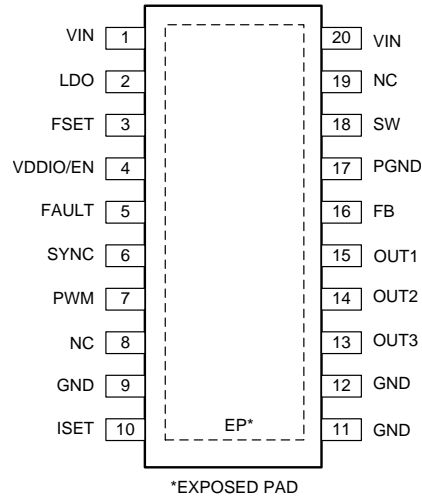 VIN 1 20 VIN
LDO 2 19 NC
FSET 3 18 SW
VDDIO/EN 4 17 PGND
FAULT 5 16 FB
SYNC 6 15 OUT1
PWM 7 14 OUT2
NC 8 13 OUT3
GND 9 12 GND
ISET 10 EP* 11 GND
*EXPOSED PAD